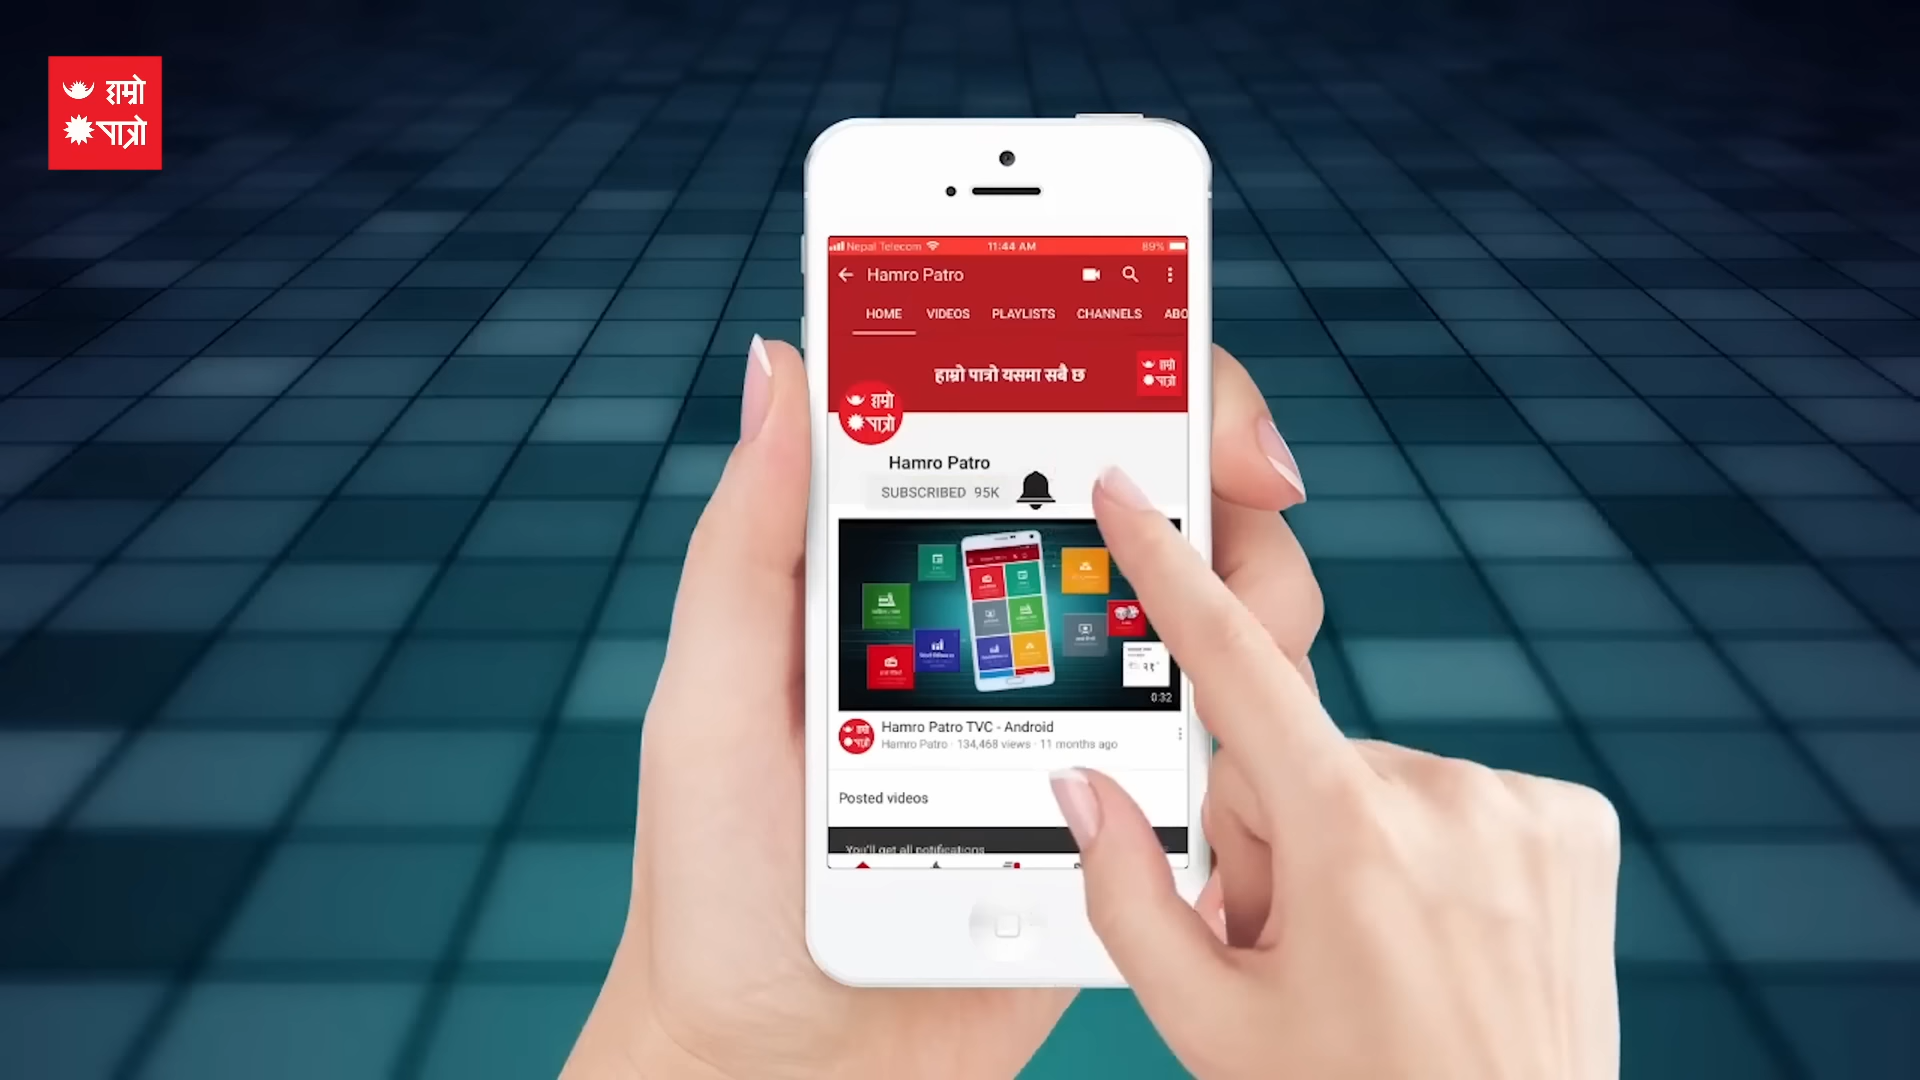 हाम्रो
पात्रो
Nepal Telecom 11:44 AM 89%
Hamro Patro
HOME VIDEOS PLAYLISTS CHANNELS ABO
हाम्रो पात्रो यसमा सबै छ
हाम्रो
पात्रो
हाम्रो
पात्रो
Hamro Patro
SUBSCRIBED 95K
0:32
Hamro Patro TVC - Android
हाम्रो
पात्रो
Hamro Patro · 134,468 views · 11 months ago
Posted videos
You'll get all notifications